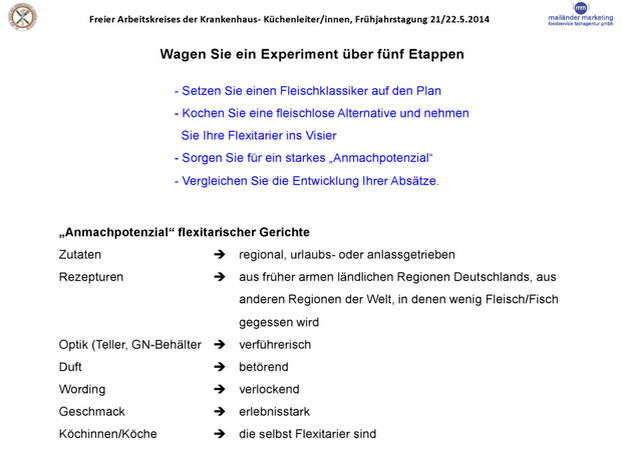 Freier Arbeitskreises der Krankenhaus- Küchenleiter/innen, Frühjahrstagung 21/22.5.2014
mm
mailänder marketing
foodservice fachagentur gmbh
Wagen Sie ein Experiment über fünf Etappen
- Setzen Sie einen Fleischklassiker auf den Plan
- Kochen Sie eine fleischlose Alternative und nehmen
Sie Ihre Flexitarier ins Visier
- Sorgen Sie für ein starkes „Anmachpotenzial“
- Vergleichen Sie die Entwicklung Ihrer Absätze.
„Anmachpotenzial“ flexitarischer Gerichte
Zutaten ➔ regional, urlaubs- oder anlassgetrieben
Rezepturen ➔ aus früher armen ländlichen Regionen Deutschlands, aus
anderen Regionen der Welt, in denen wenig Fleisch/Fisch
gegessen wird
Optik (Teller, GN-Behälter ➔ verführerisch
Duft ➔ betörend
Wording ➔ verlockend
Geschmack ➔ erlebnisstark
Köchinnen/Köche ➔ die selbst Flexitarier sind